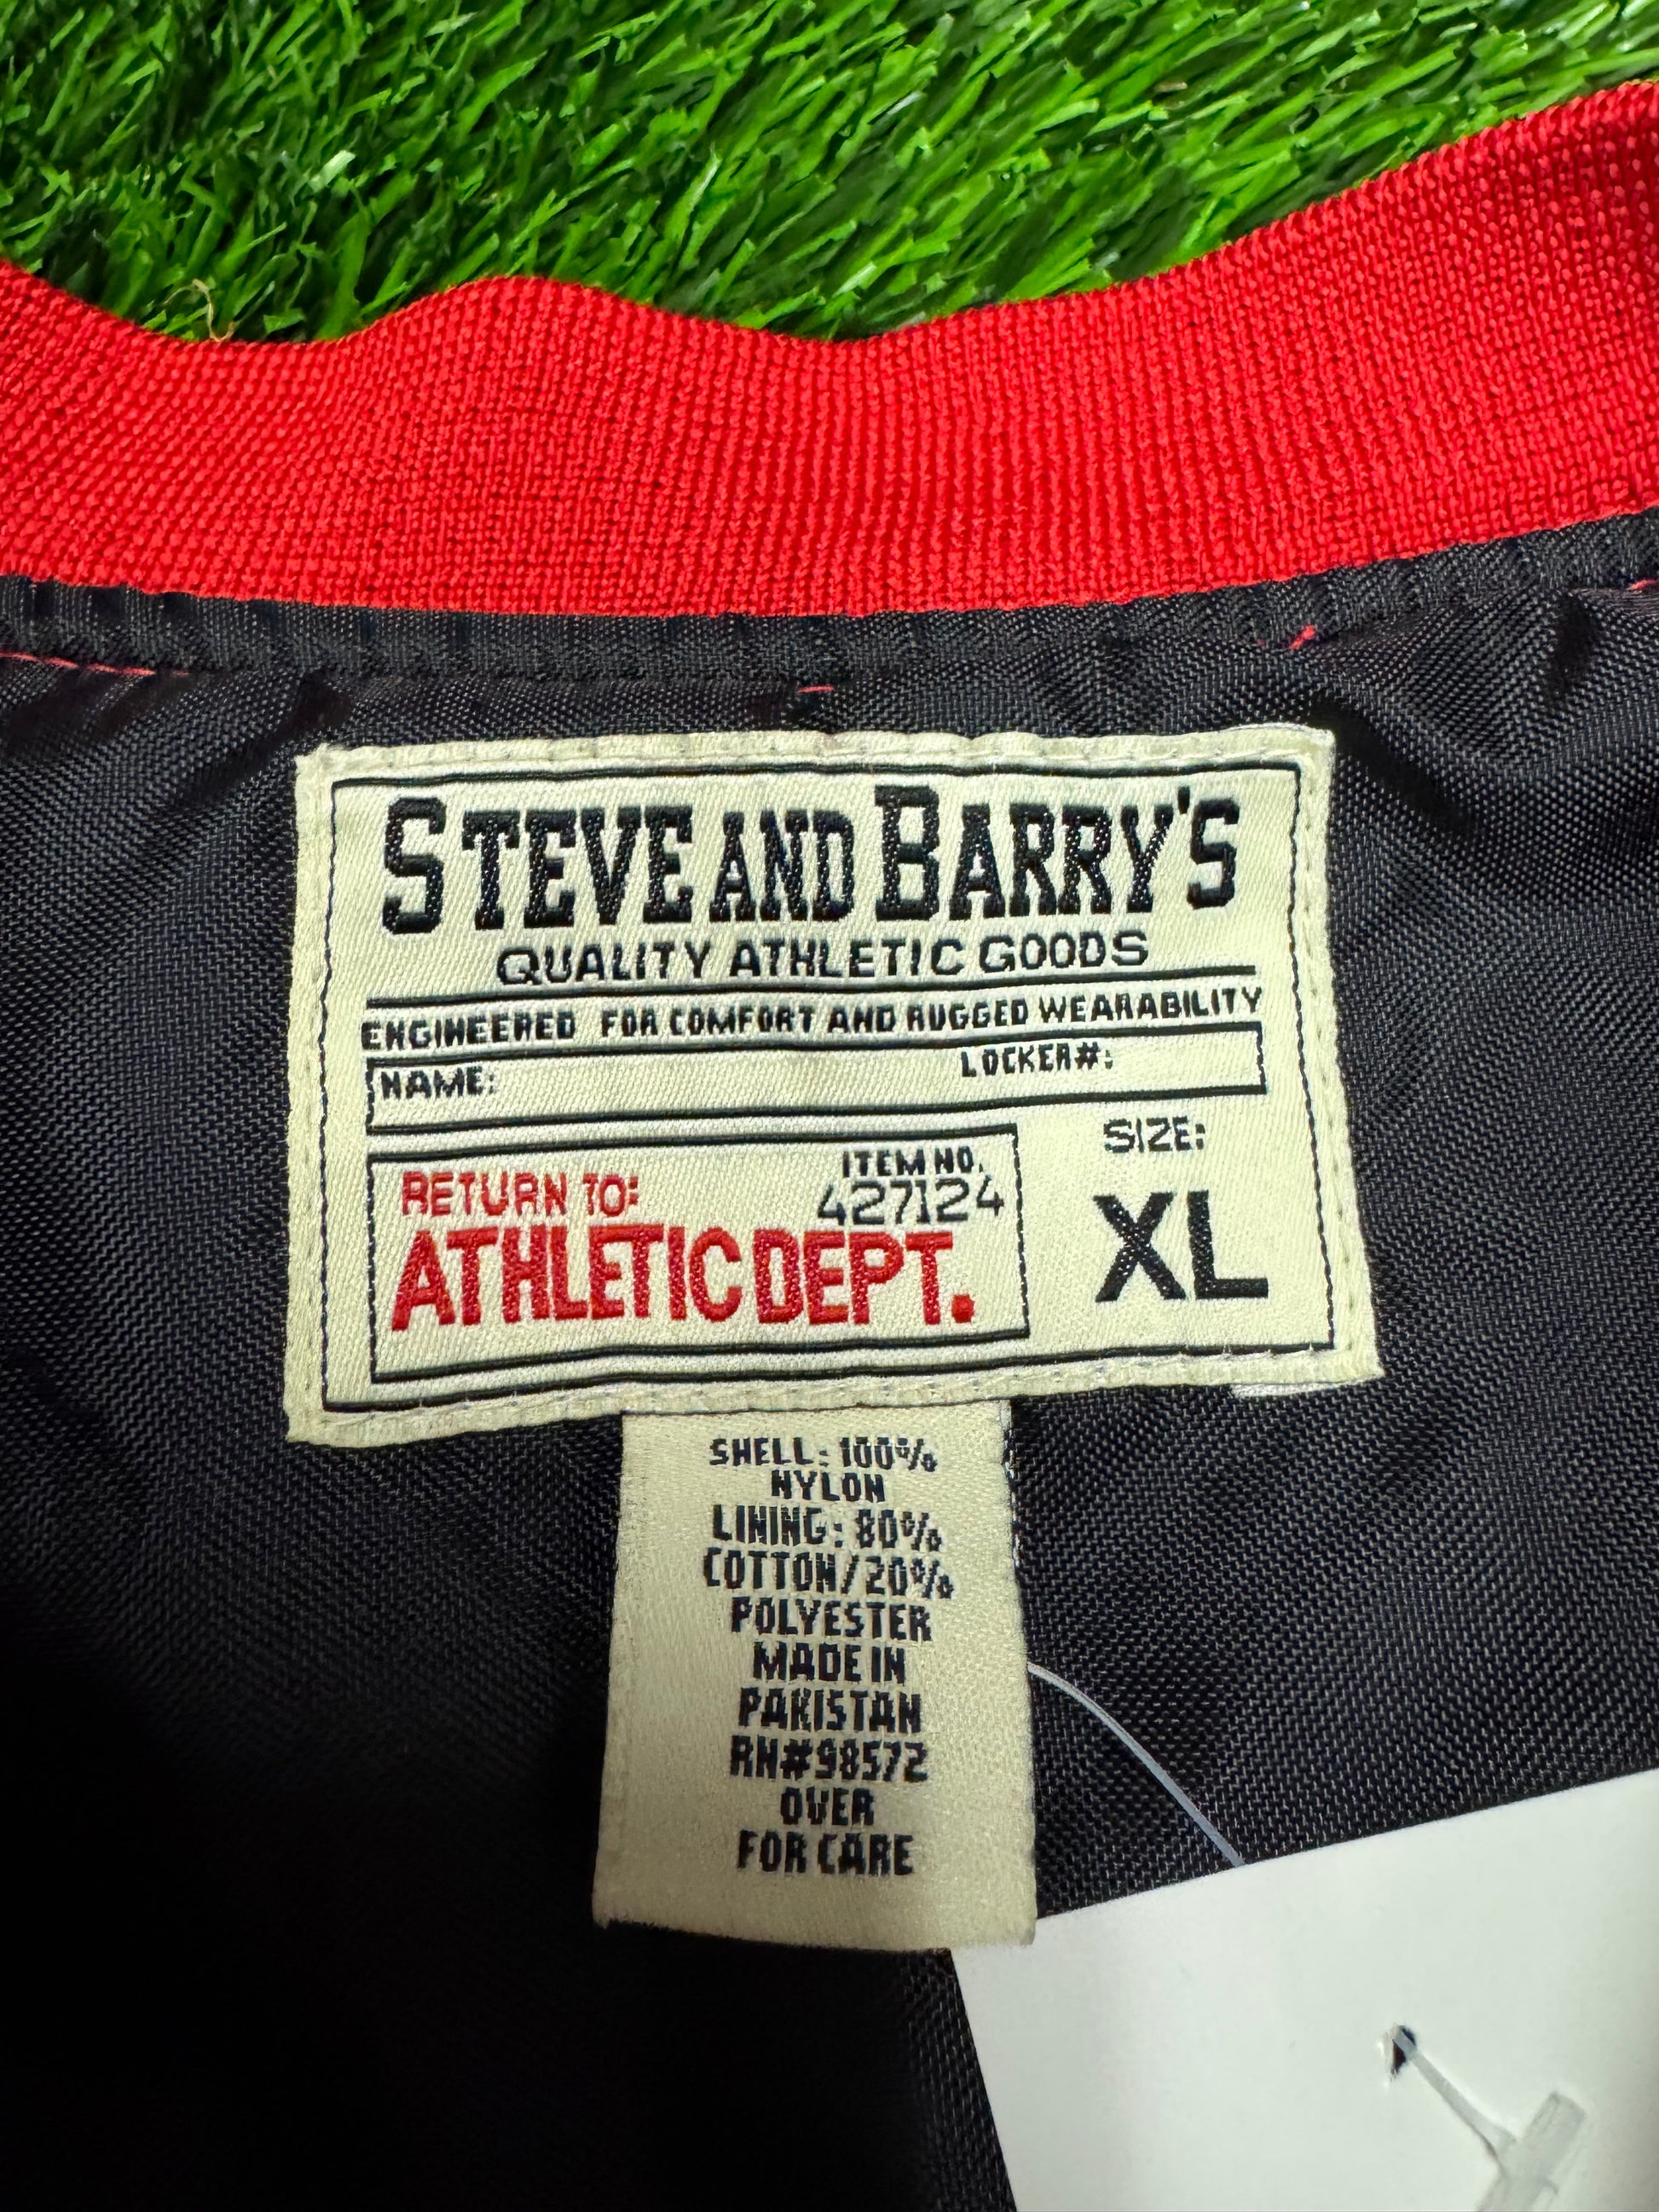 STEVE AND BARRY'S
QUALITY ATHLETIC GOODS
ENGINEERED FOR COMFORT AND RUGGED WEARABILITY
NAME: LOCKER#:
RETURN TO: ITEM NO.
427124
ATHLETIC DEPT.
SIZE:
XL
SHELL: 100%
NYLON
LINING: 80%
COTTON/20%
POLYESTER
MADE IN
PAKISTAN
RN#98572
OVER
FOR CARE